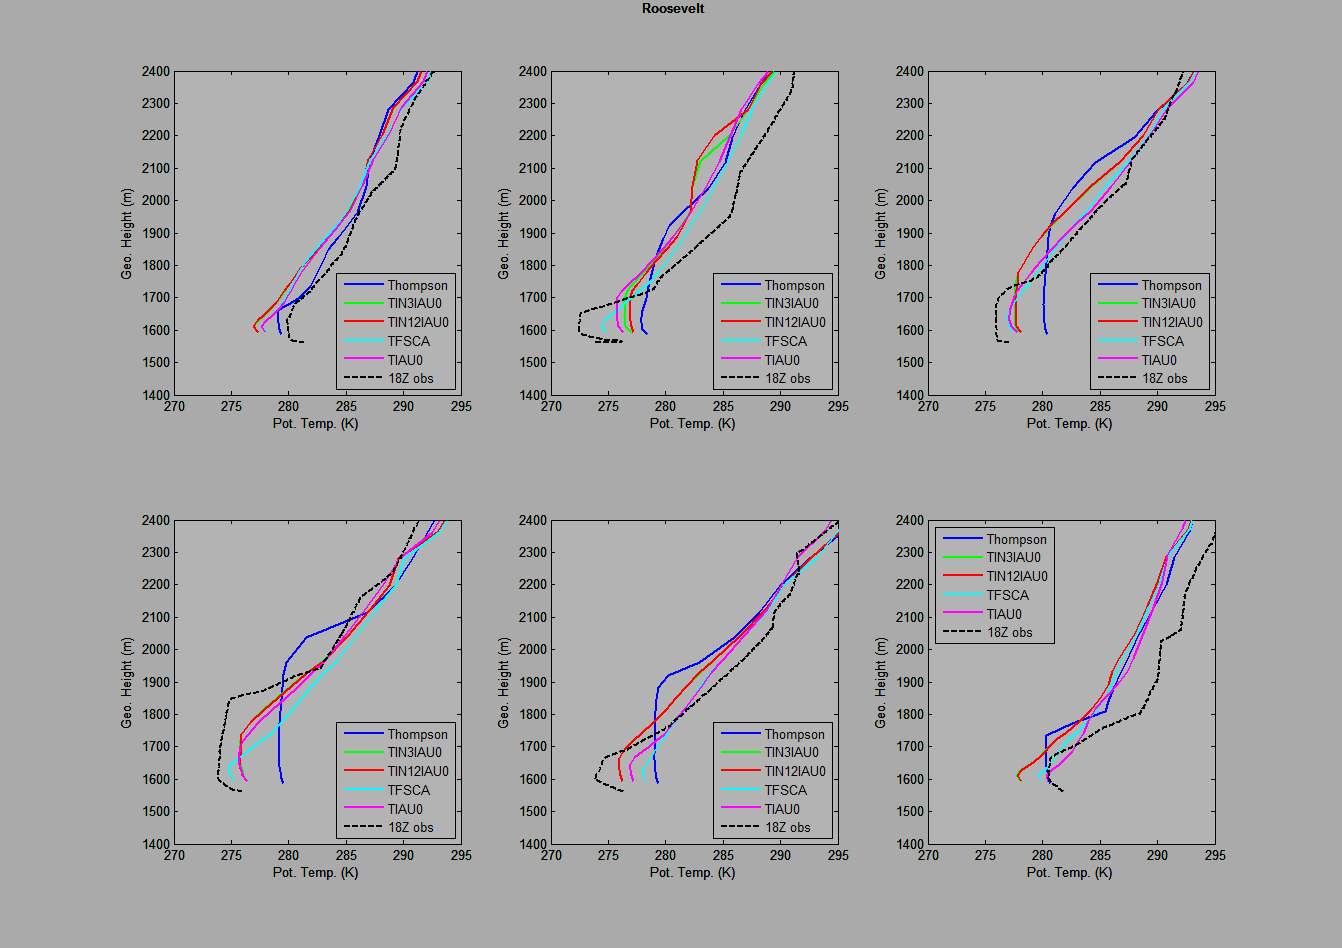 Roosevelt
2400
2300
2200
2100
2000
1900
1800
1700
1600
1500
1400
270 275 280 285 290 295
Geo. Height (m)
Pot. Temp. (K)
Thompson
TIN3IAU0
TIN12IAU0
TFSCA
TIAU0
18Z obs
2400
2300
2200
2100
2000
1900
1800
1700
1600
1500
1400
270 275 280 285 290 295
Geo. Height (m)
Pot. Temp. (K)
Thompson
TIN3IAU0
TIN12IAU0
TFSCA
TIAU0
18Z obs
2400
2300
2200
2100
2000
1900
1800
1700
1600
1500
1400
270 275 280 285 290 295
Geo. Height (m)
Pot. Temp. (K)
Thompson
TIN3IAU0
TIN12IAU0
TFSCA
TIAU0
18Z obs
2400
2300
2200
2100
2000
1900
1800
1700
1600
1500
1400
270 275 280 285 290 295
Geo. Height (m)
Pot. Temp. (K)
Thompson
TIN3IAU0
TIN12IAU0
TFSCA
TIAU0
18Z obs
2400
2300
2200
2100
2000
1900
1800
1700
1600
1500
1400
270 275 280 285 290 295
Geo. Height (m)
Pot. Temp. (K)
Thompson
TIN3IAU0
TIN12IAU0
TFSCA
TIAU0
18Z obs
2400
2300
2200
2100
2000
1900
1800
1700
1600
1500
1400
270 275 280 285 290 295
Geo. Height (m)
Pot. Temp. (K)
Thompson
TIN3IAU0
TIN12IAU0
TFSCA
TIAU0
18Z obs